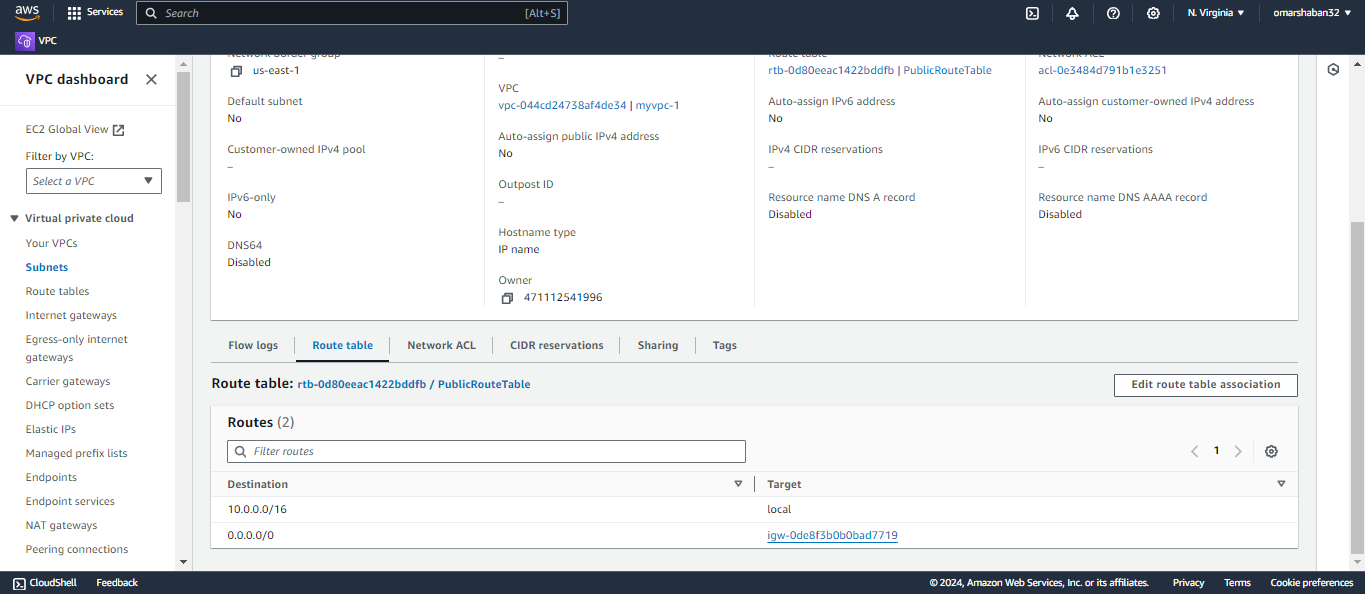 aws Services Search [Alt+S] N. Virginia omarshaban32
VPC
VPC dashboard
EC2 Global View
Filter by VPC:
Select a VPC
Virtual private cloud
Your VPCs
Subnets
Route tables
Internet gateways
Egress-only internet
gateways
Carrier gateways
DHCP option sets
Elastic IPs
Managed prefix lists
Endpoints
Endpoint services
NAT gateways
Peering connections
Network border group
us-east-1
Default subnet
No
Customer-owned IPv4 pool
–
IPv6-only
No
DNS64
Disabled
–
VPC
vpc-044cd24738af4de34 | myvpc-1
Auto-assign public IPv4 address
No
Outpost ID
–
Hostname type
IP name
Owner
471112541996
Route table
rtb-0d80eeac1422bddfb | PublicRouteTable
Auto-assign IPv6 address
No
IPv4 CIDR reservations
–
Resource name DNS A record
Disabled
Network ACL
acl-0e3484d791b1e3251
Auto-assign customer-owned IPv4 address
No
IPv6 CIDR reservations
–
Resource name DNS AAAA record
Disabled
Flow logs Route table Network ACL CIDR reservations Sharing Tags
Route table: rtb-0d80eeac1422bddfb / PublicRouteTable Edit route table association
Routes (2)
Filter routes 1
Destination Target
10.0.0.0/16 local
0.0.0.0/0 igw-0de8f3b0b0bad7719
CloudShell Feedback © 2024, Amazon Web Services, Inc. or its affiliates. Privacy Terms Cookie preferences